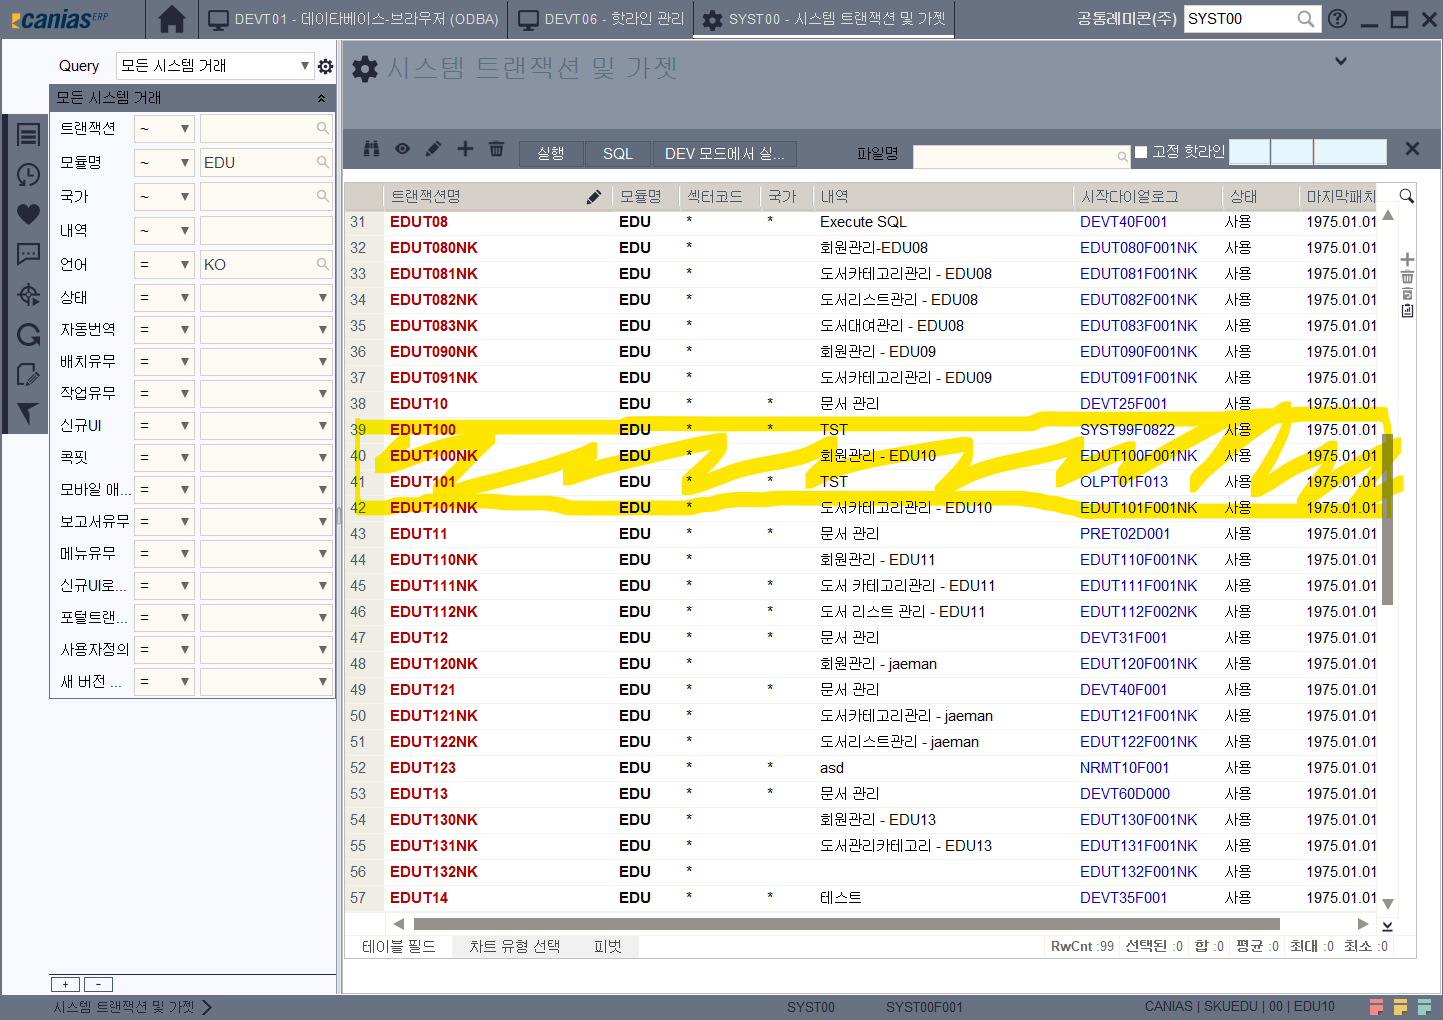 caniasERP DEVT01 - 데이타베이스-브라우저 (ODBA) DEVT06 - 핫라인 관리 SYST00 - 시스템 트랜잭션 및 가젯 공통레미콘(주) SYST00
Query 모든 시스템 거래
모든 시스템 거래
트랜잭션 ~
모듈명 ~ EDU
국가 ~
내역 ~
언어 = KO
상태 =
자동번역 =
배치유무 =
작업유무 =
신규UI =
콕핏 =
모바일 애... =
보고서유무 =
메뉴유무 =
신규UI로... =
포털트랜... =
사용자정의 =
새 버전 ... =
시스템 트랜잭션 및 가젯
실행 SQL DEV 모드에서 실... 파일명 고정 핫라인
트랜잭션명 모듈명 섹터코드 국가 내역 시작다이얼로그 상태 마지막패치
31 EDUT08 EDU * * Execute SQL DEVT40F001 사용 1975.01.01
32 EDUT080NK EDU * 회원관리-EDU08 EDUT080F001NK 사용 1975.01.01
33 EDUT081NK EDU * 도서카테고리관리 - EDU08 EDUT081F001NK 사용 1975.01.01
34 EDUT082NK EDU * 도서리스트관리 - EDU08 EDUT082F001NK 사용 1975.01.01
35 EDUT083NK EDU * 도서대여관리 - EDU08 EDUT083F001NK 사용 1975.01.01
36 EDUT090NK EDU * 회원관리 - EDU09 EDUT090F001NK 사용 1975.01.01
37 EDUT091NK EDU * 도서카테고리관리 - EDU09 EDUT091F001NK 사용 1975.01.01
38 EDUT10 EDU * * 문서 관리 DEVT25F001 사용 1975.01.01
39 EDUT100 EDU * * TST SYST99F0822 사용 1975.01.01
40 EDUT100NK EDU * 회원관리 - EDU10 EDUT100F001NK 사용 1975.01.01
41 EDUT101 EDU * * TST OLPT01F013 사용 1975.01.01
42 EDUT101NK EDU * 도서카테고리관리 - EDU10 EDUT101F001NK 사용 1975.01.01
43 EDUT11 EDU * * 문서 관리 PRET02D001 사용 1975.01.01
44 EDUT110NK EDU * 회원관리 - EDU11 EDUT110F001NK 사용 1975.01.01
45 EDUT111NK EDU * * 도서 카테고리관리 - EDU11 EDUT111F001NK 사용 1975.01.01
46 EDUT112NK EDU * * 도서 리스트 관리 - EDU11 EDUT112F002NK 사용 1975.01.01
47 EDUT12 EDU * * 문서 관리 DEVT31F001 사용 1975.01.01
48 EDUT120NK EDU * 회원관리 - jaeman EDUT120F001NK 사용 1975.01.01
49 EDUT121 EDU * * 문서 관리 DEVT40F001 사용 1975.01.01
50 EDUT121NK EDU * 도서카테고리관리 - jaeman EDUT121F001NK 사용 1975.01.01
51 EDUT122NK EDU * 도서리스트관리 - jaeman EDUT122F001NK 사용 1975.01.01
52 EDUT123 EDU * * asd NRMT10F001 사용 1975.01.01
53 EDUT13 EDU * * 문서 관리 DEVT60D000 사용 1975.01.01
54 EDUT130NK EDU * 회원관리 - EDU13 EDUT130F001NK 사용 1975.01.01
55 EDUT131NK EDU * 도서관리카테고리 - EDU13 EDUT131F001NK 사용 1975.01.01
56 EDUT132NK EDU * EDUT132F001NK 사용 1975.01.01
57 EDUT14 EDU * * 테스트 DEVT35F001 사용 1975.01.01
테이블 필드 차트 유형 선택 피벗 RwCnt :99 선택된 :0 합 :0 평균 :0 최대 :0 최소 :0
+ -
시스템 트랜잭션 및 가젯 SYST00 SYST00F001 CANIAS | SKUEDU | 00 | EDU10